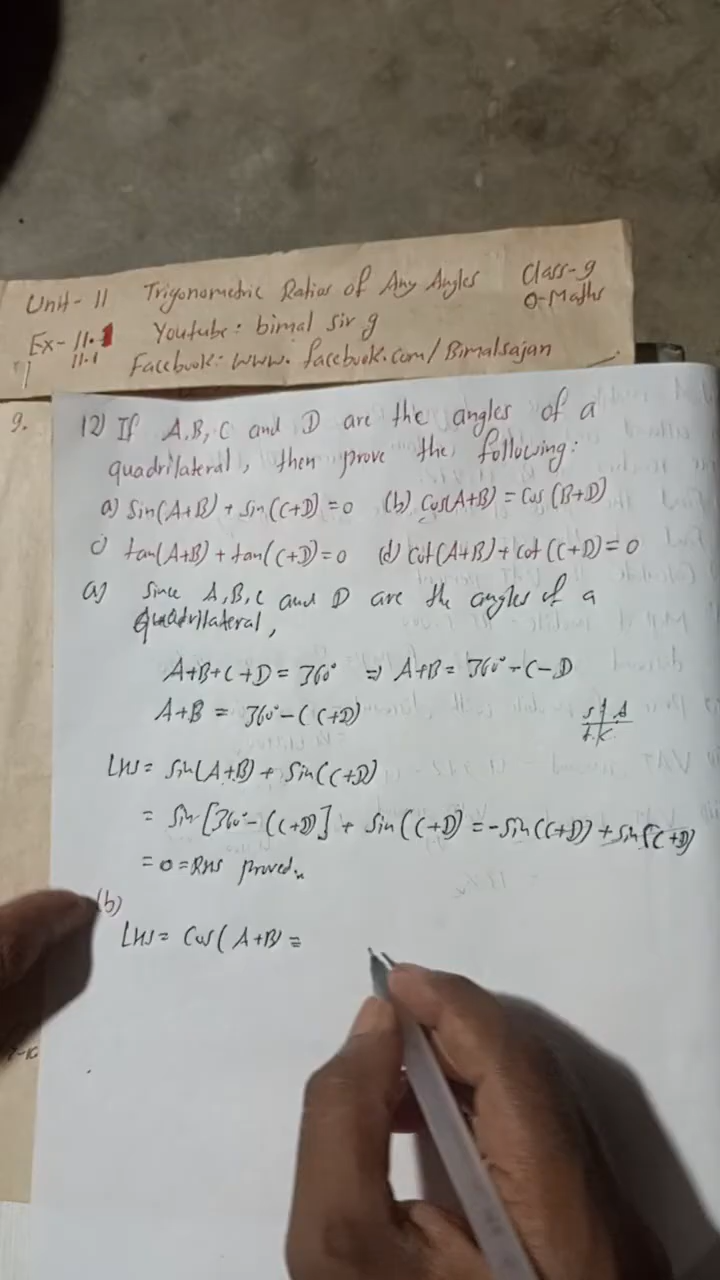 Unit-11 Trigonometric Ratios of Any Angles Class-9
O-Maths
Ex-11.1 Youtube: bimal sir g
11.1
Facebook: www.facebook.com/Bimalsajan
9.
12) If A,B,C and D are the angles of a
quadrilateral, then prove the following:
a) Sin(A+B) + Sin(C+D)=0 (b) Cos(A+B) = Cos(B+D)
c) tan(A+B)+tan(C+D)=0 (d) Cot(A+B)+Cot(C+D)=0
(a) Since A,B,C and D are the angles of a
Quadrilateral,
A+B+C+D=360° ⇒ A+B=360°-C-D
A+B = 360°-(C+D)
LHS= Sin(A+B) + Sin(C+D)
= Sin[360°-(C+D)] + Sin(C+D) = -Sin(C+D) + Sin(C+D)
= 0 = RHS proved.
(b)
LHS= Cos(A+B) =